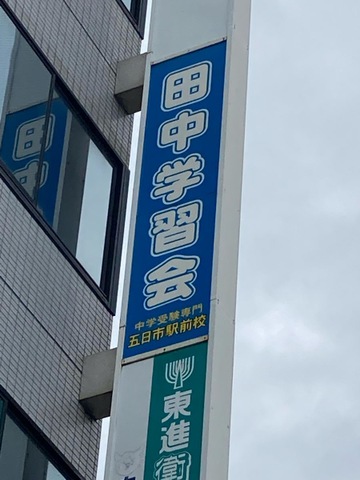 田中学習会
中学受験専門
五日市駅前校
東進衛